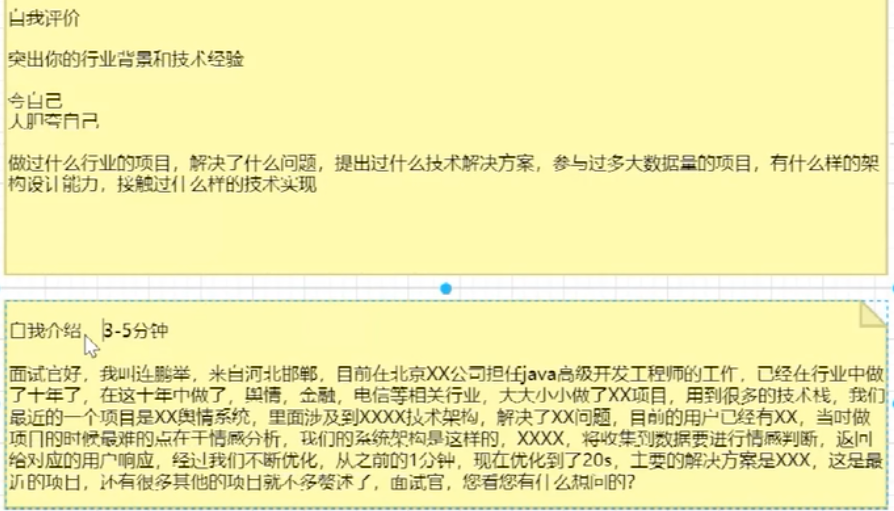 自我评价
突出你的行业背景和技术经验
夸自己
大胆夸自己
做过什么行业的项目，解决了什么问题，提出过什么技术解决方案，参与过多大数据量的项目，有什么样的架
构设计能力，接触过什么样的技术实现
自我介绍 3-5分钟
面试官好，我叫连鹏举，来自河北邯郸，目前在北京XX公司担任java高级开发工程师的工作，已经在行业中做
了十年了，在这十年中做了，舆情，金融，电信等相关行业，大大小小做了XX项目，用到很多的技术栈，我们
最近的一个项目是XX舆情系统，里面涉及到XXXX技术架构，解决了XX问题，目前的用户已经有XX，当时做
项目的时候最难的点在于情感分析，我们的系统架构是这样的，XXXX，将收集到数据要进行情感判断，返回
给对应的用户响应，经过我们不断优化，从之前的1分钟，现在优化到了20s，主要的解决方案是XXX，这是最
近的项目，还有很多其他的项目就不多赘述了，面试官，您看您有什么想问的?